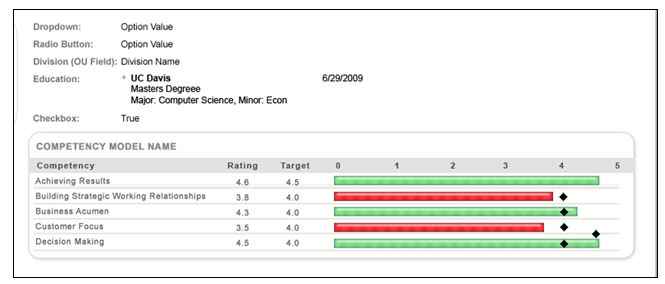 Dropdown: Option Value
Radio Button: Option Value
Division (OU Field): Division Name
Education: UC Davis 6/29/2009
Masters Degreee
Major: Computer Science, Minor: Econ
Checkbox: True
COMPETENCY MODEL NAME
Competency Rating Target 0 1 2 3 4 5
Achieving Results 4.6 4.5
Building Strategic Working Relationships 3.8 4.0
Business Acumen 4.3 4.0
Customer Focus 3.5 4.0
Decision Making 4.5 4.0